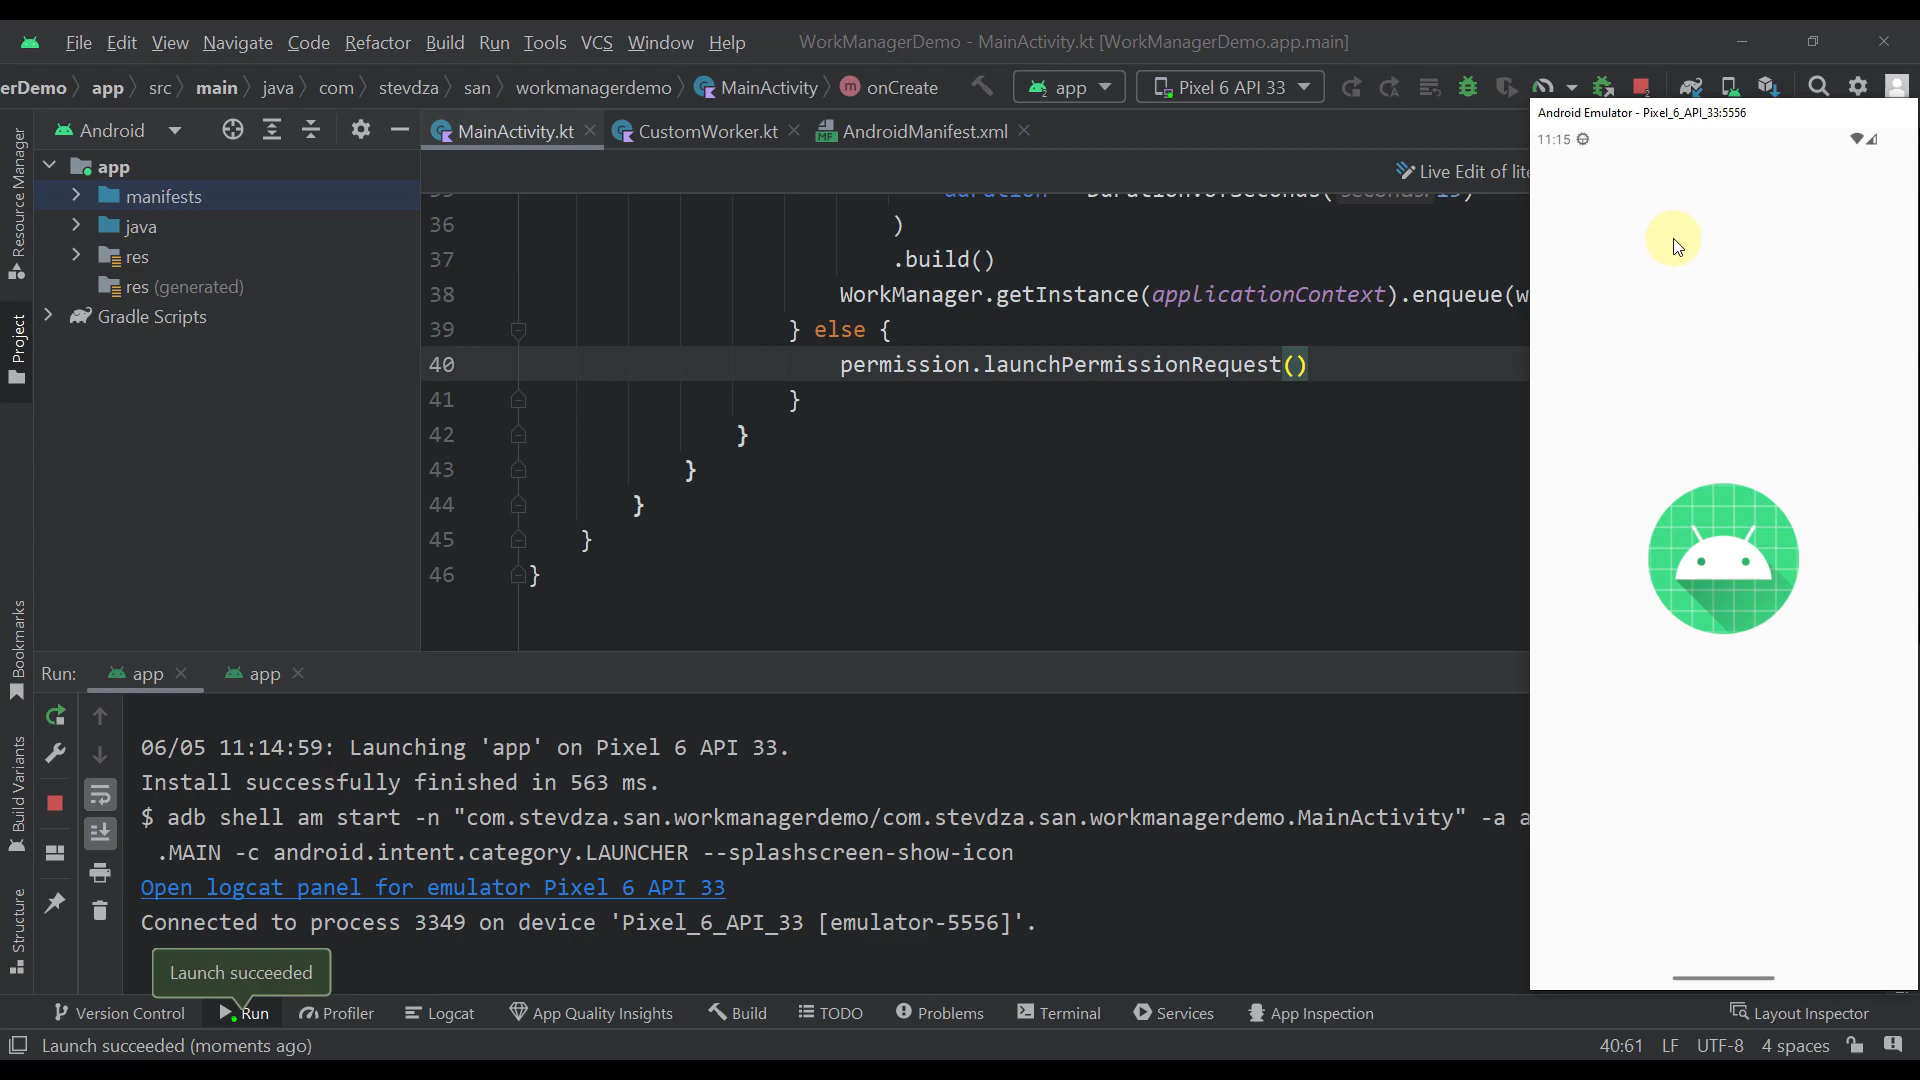 File Edit View Navigate Code Refactor Build Run Tools VCS Window Help WorkManagerDemo - MainActivity.kt [WorkManagerDemo.app.main]
erDemo app src main java com stevdza san workmanagerdemo MainActivity onCreate app Pixel 6 API 33
Android Emulator - Pixel_6_API_33:5556
11:15
Android
MainActivity.kt CustomWorker.kt AndroidManifest.xml
Live Edit of lite
app
manifests
java
res
res (generated)
Gradle Scripts
Resource Manager
Project
Bookmarks
Build Variants
Structure
36 )
37 .build()
38 WorkManager.getInstance(applicationContext).enqueue(w
39 } else {
40 permission.launchPermissionRequest()
41 }
42 }
43 }
44 }
45 }
46 }
Run: app app
06/05 11:14:59: Launching 'app' on Pixel 6 API 33.
Install successfully finished in 563 ms.
$ adb shell am start -n "com.stevdza.san.workmanagerdemo/com.stevdza.san.workmanagerdemo.MainActivity" -a a
.MAIN -c android.intent.category.LAUNCHER --splashscreen-show-icon
Open logcat panel for emulator Pixel 6 API 33
Connected to process 3349 on device 'Pixel_6_API_33 [emulator-5556]'.
Launch succeeded
Version Control Run Profiler Logcat App Quality Insights Build TODO Problems Terminal Services App Inspection Layout Inspector
Launch succeeded (moments ago) 40:61 LF UTF-8 4 spaces